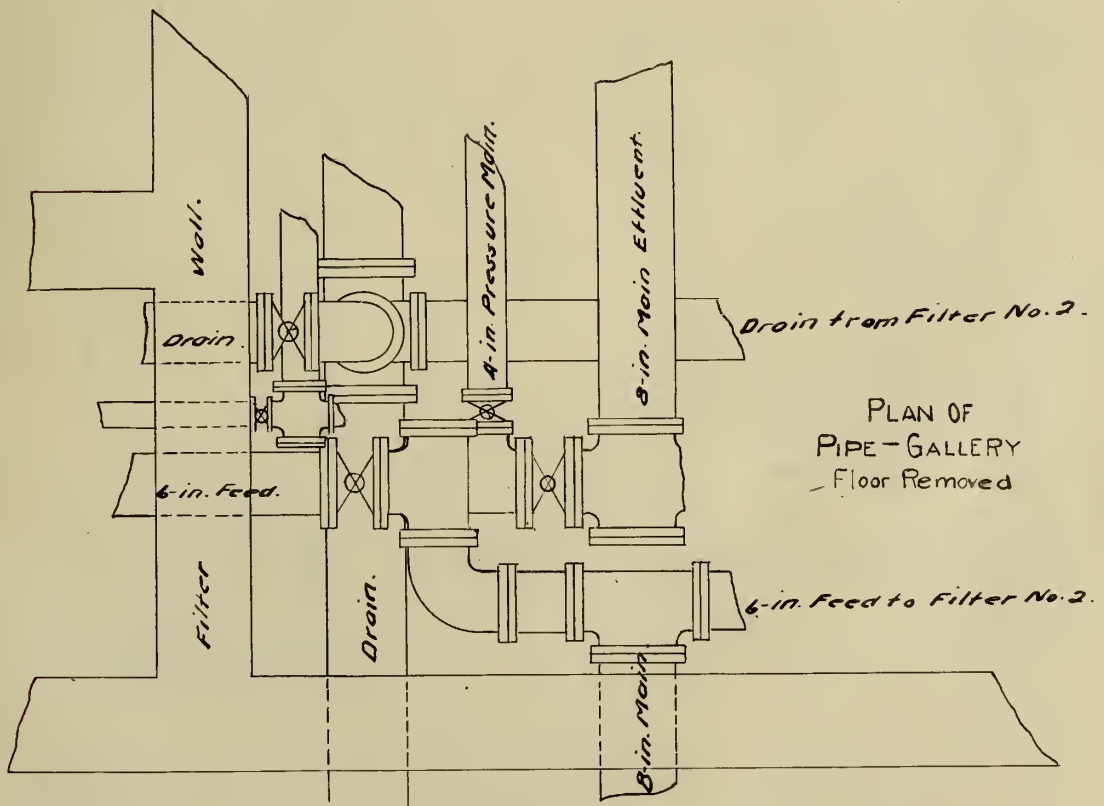 Wall.
4-in. Pressure Main.
8-in. Main Effluent.
Drain
Drain from Filter No. 2.
PLAN OF
PIPE-GALLERY
Floor Removed
6-in. Feed.
Filter
Drain.
6-in. Feed to Filter No. 2.
8-in. Main